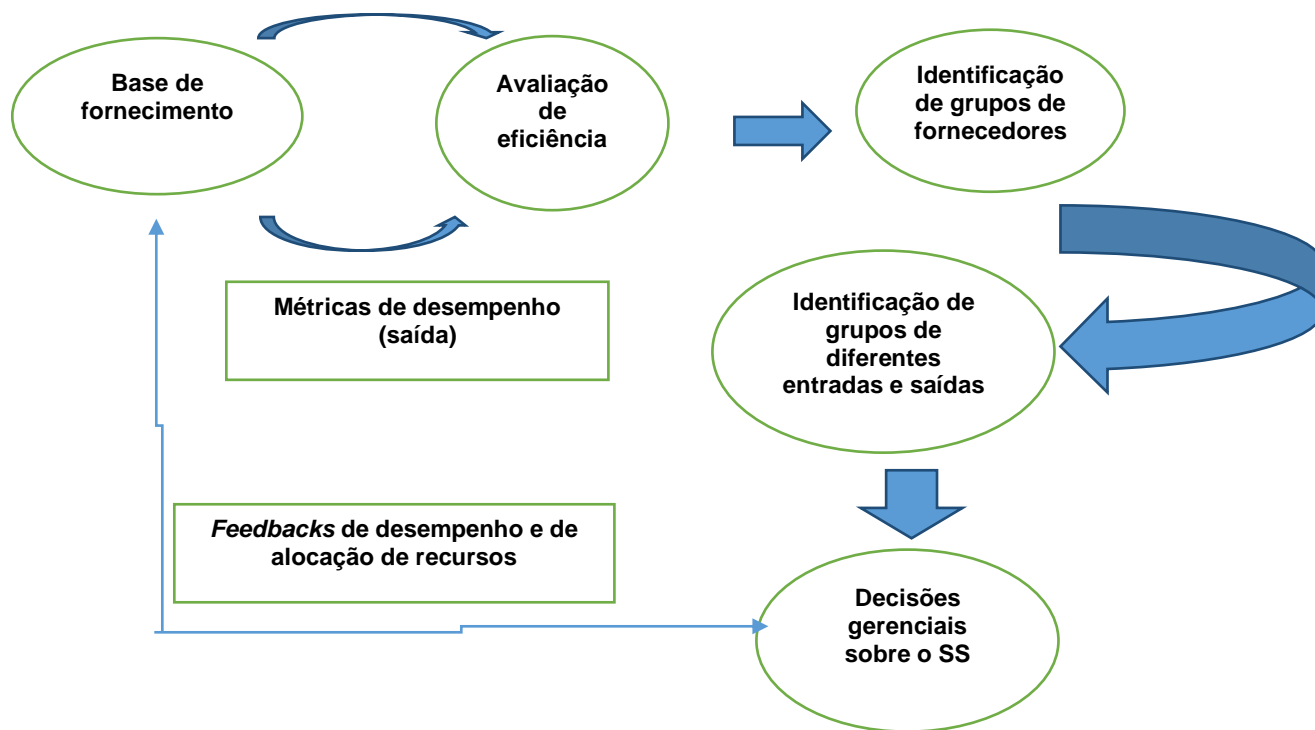 Base de
fornecimento
Avaliação
de
eficiência
Identificação
de grupos de
fornecedores
Métricas de desempenho
(saída)
Identificação de
grupos de
diferentes
entradas e saídas
Feedbacks de desempenho e de
alocação de recursos
Decisões
gerenciais
sobre o SS